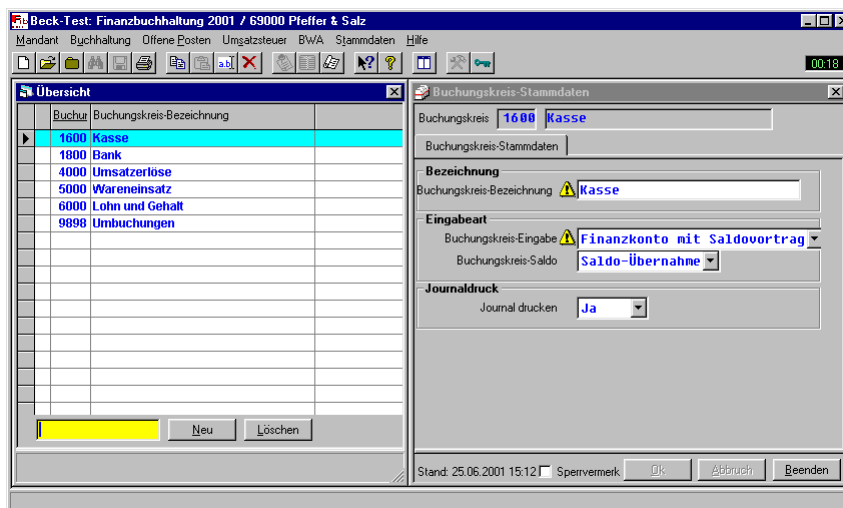 Beck-Test: Finanzbuchhaltung 2001 / 69000 Pfeffer & Salz
Mandant Buchhaltung Offene Posten Umsatzsteuer BWA Stammdaten Hilfe
00:18
Übersicht
Buchur Buchungskreis-Bezeichnung
1600 Kasse
1800 Bank
4000 Umsatzerlöse
5000 Wareneinsatz
6000 Lohn und Gehalt
9898 Umbuchungen
Neu Löschen
Buchungskreis-Stammdaten
Buchungskreis 1600 Kasse
Buchungskreis-Stammdaten
Bezeichnung
Buchungskreis-Bezeichnung Kasse
Eingabeart
Buchungskreis-Eingabe Finanzkonto mit Saldovortrag
Buchungskreis-Saldo Saldo-Übernahme
Journaldruck
Journal drucken Ja
Stand: 25.06.2001 15:12 Sperrvermerk Ok Abbruch Beenden